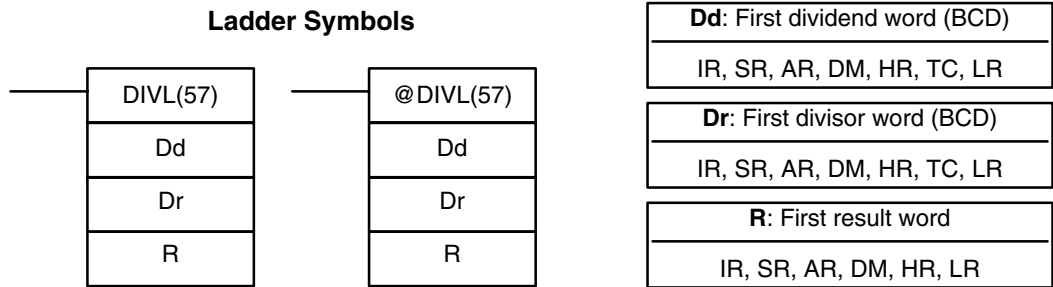 Ladder Symbols
DIVL(57)
Dd
Dr
R
@DIVL(57)
Dd
Dr
R
Dd: First dividend word (BCD)
IR, SR, AR, DM, HR, TC, LR
Dr: First divisor word (BCD)
IR, SR, AR, DM, HR, TC, LR
R: First result word
IR, SR, AR, DM, HR, LR